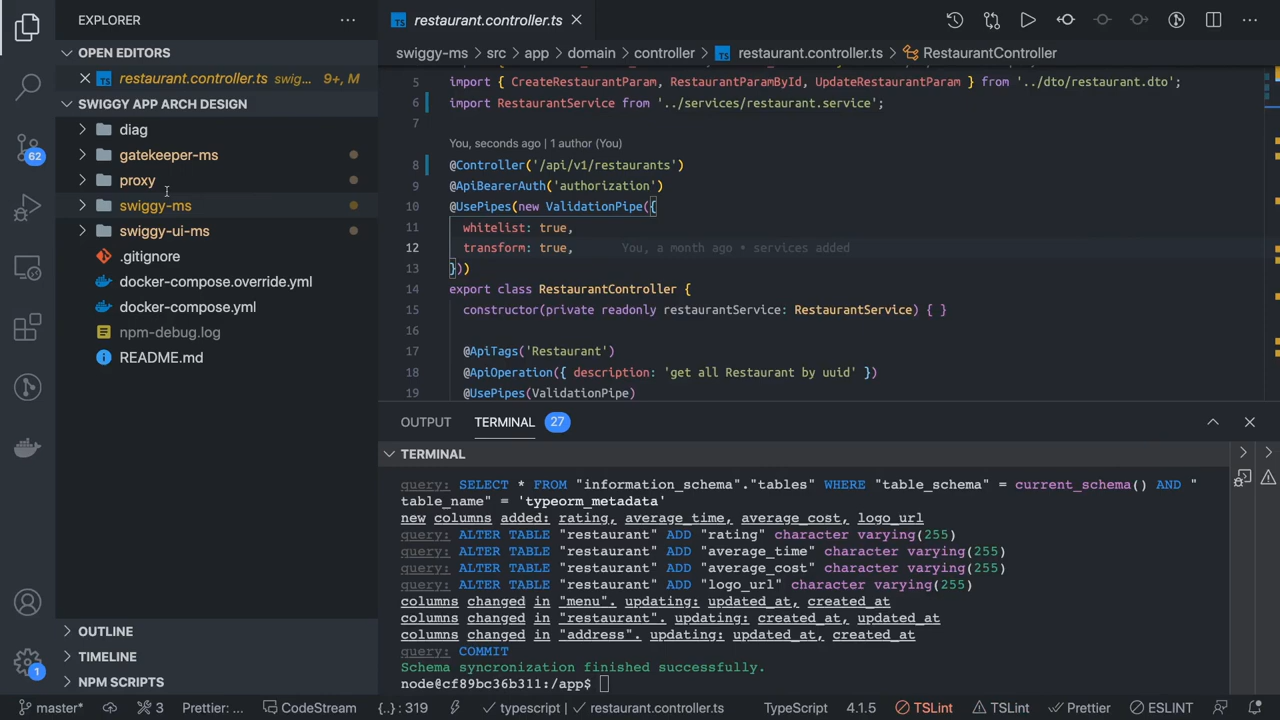 EXPLORER
OPEN EDITORS
restaurant.controller.ts swig... 9+, M
SWIGGY APP ARCH DESIGN
diag
gatekeeper-ms
proxy
swiggy-ms
swiggy-ui-ms
.gitignore
docker-compose.override.yml
docker-compose.yml
npm-debug.log
README.md
OUTLINE
TIMELINE
NPM SCRIPTS
62
1
restaurant.controller.ts
swiggy-ms > src > app > domain > controller > restaurant.controller.ts > RestaurantController
5 import { CreateRestaurantParam, RestaurantParamById, UpdateRestaurantParam } from '../dto/restaurant.dto';
6 import RestaurantService from '../services/restaurant.service';
7
You, seconds ago | 1 author (You)
8 @Controller('/api/v1/restaurants')
9 @ApiBearerAuth('authorization')
10 @UsePipes(new ValidationPipe({
11 whitelist: true,
12 transform: true, You, a month ago • services added
13 }))
14 export class RestaurantController {
15 constructor(private readonly restaurantService: RestaurantService) { }
16
17 @ApiTags('Restaurant')
18 @ApiOperation({ description: 'get all Restaurant by uuid' })
19 @UsePipes(ValidationPipe)
OUTPUT TERMINAL 27
TERMINAL
query: SELECT * FROM "information_schema"."tables" WHERE "table_schema" = current_schema() AND "
table_name" = 'typeorm_metadata'
new columns added: rating, average_time, average_cost, logo_url
query: ALTER TABLE "restaurant" ADD "rating" character varying(255)
query: ALTER TABLE "restaurant" ADD "average_time" character varying(255)
query: ALTER TABLE "restaurant" ADD "average_cost" character varying(255)
query: ALTER TABLE "restaurant" ADD "logo_url" character varying(255)
columns changed in "menu". updating: updated_at, created_at
columns changed in "restaurant". updating: created_at, updated_at
columns changed in "address". updating: updated_at, created_at
query: COMMIT
Schema syncronization finished successfully.
node@cf89bc36b311:/app$
master* 3 Prettier: ... CodeStream {..} : 319 typescript | restaurant.controller.ts TypeScript 4.1.5 TSLint TSLint Prettier ESLINT